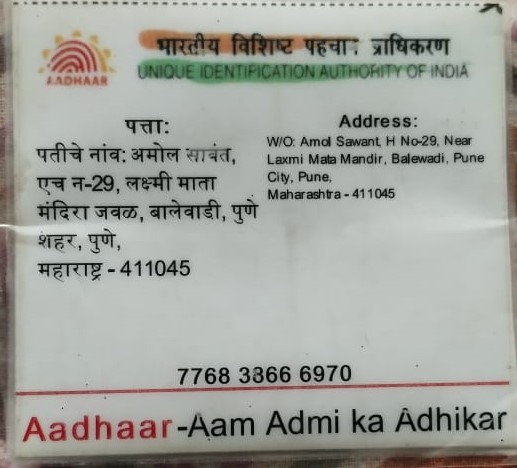 AADHAAR
भारतीय विशिष्ट पहचान प्राधिकरण
UNIQUE IDENTIFICATION AUTHORITY OF INDIA
पत्ता:
पतीचे नांव: अमोल सावंत,
एच न-29, लक्ष्मी माता
मंदिरा जवळ, बालेवाडी, पुणे
शहर, पुणे,
महाराष्ट्र - 411045
Address:
W/O: Amol Sawant, H No-29, Near
Laxmi Mata Mandir, Balewadi, Pune
City, Pune,
Maharashtra - 411045
7768 3866 6970
Aadhaar-Aam Admi ka Adhikar